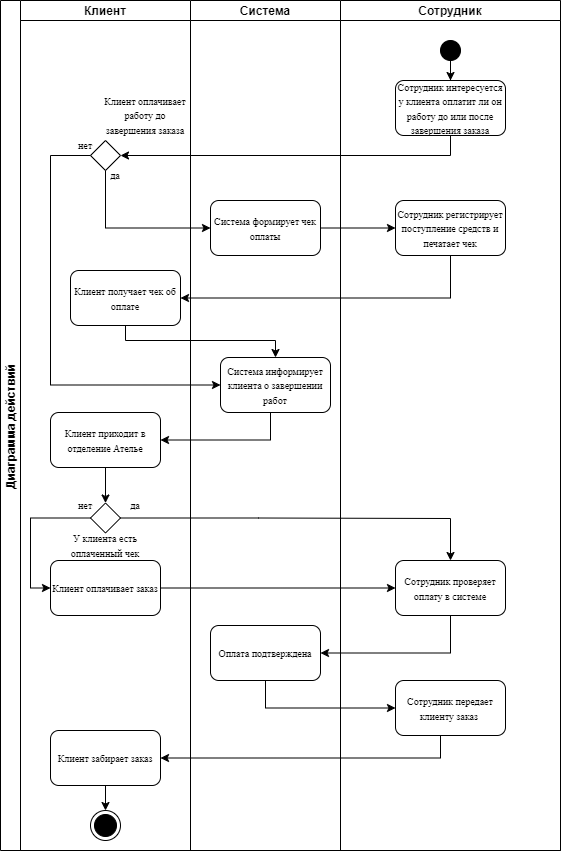 Клиент
Система
Сотрудник
Диаграмма действий
Сотрудник интересуется
у клиента оплатит ли он
работу до или после
завершения заказа
Клиент оплачивает
работу до
завершения заказа
нет
да
Система формирует чек
оплаты
Сотрудник регистрирует
поступление средств и
печатает чек
Клиент получает чек об
оплате
Система информирует
клиента о завершении
работ
Клиент приходит в
отделение Ателье
нет
да
У клиента есть
оплаченный чек
Клиент оплачивает заказ
Сотрудник проверяет
оплату в системе
Оплата подтверждена
Сотрудник передает
клиенту заказ
Клиент забирает заказ